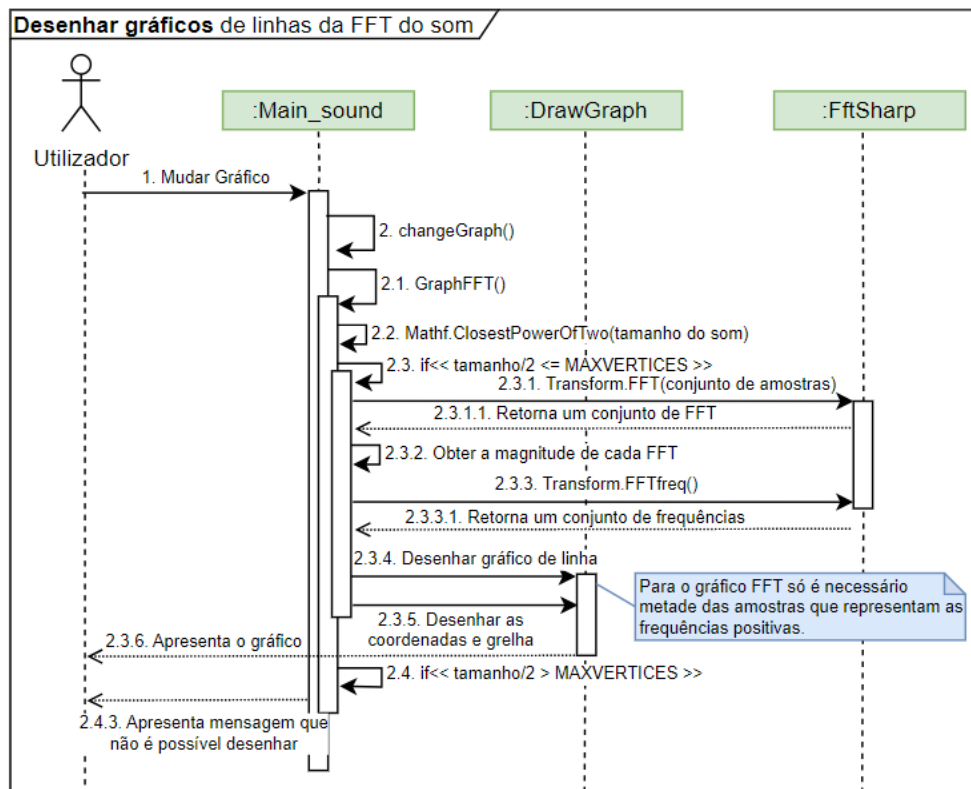 Desenhar gráficos de linhas da FFT do som
:Main_sound
:DrawGraph
:FftSharp
Utilizador
1. Mudar Gráfico
2. changeGraph()
2.1. GraphFFT()
2.2. Mathf.ClosestPowerOfTwo(tamanho do som)
2.3. if<< tamanho/2 <= MAXVERTICES >>
2.3.1. Transform.FFT(conjunto de amostras)
2.3.1.1. Retorna um conjunto de FFT
2.3.2. Obter a magnitude de cada FFT
2.3.3. Transform.FFTfreq()
2.3.3.1. Retorna um conjunto de frequências
2.3.4. Desenhar gráfico de linha
Para o gráfico FFT só é necessário
metade das amostras que representam as
frequências positivas.
2.3.5. Desenhar as
coordenadas e grelha
2.3.6. Apresenta o gráfico
2.4. if<< tamanho/2 > MAXVERTICES >>
2.4.3. Apresenta mensagem que
não é possível desenhar